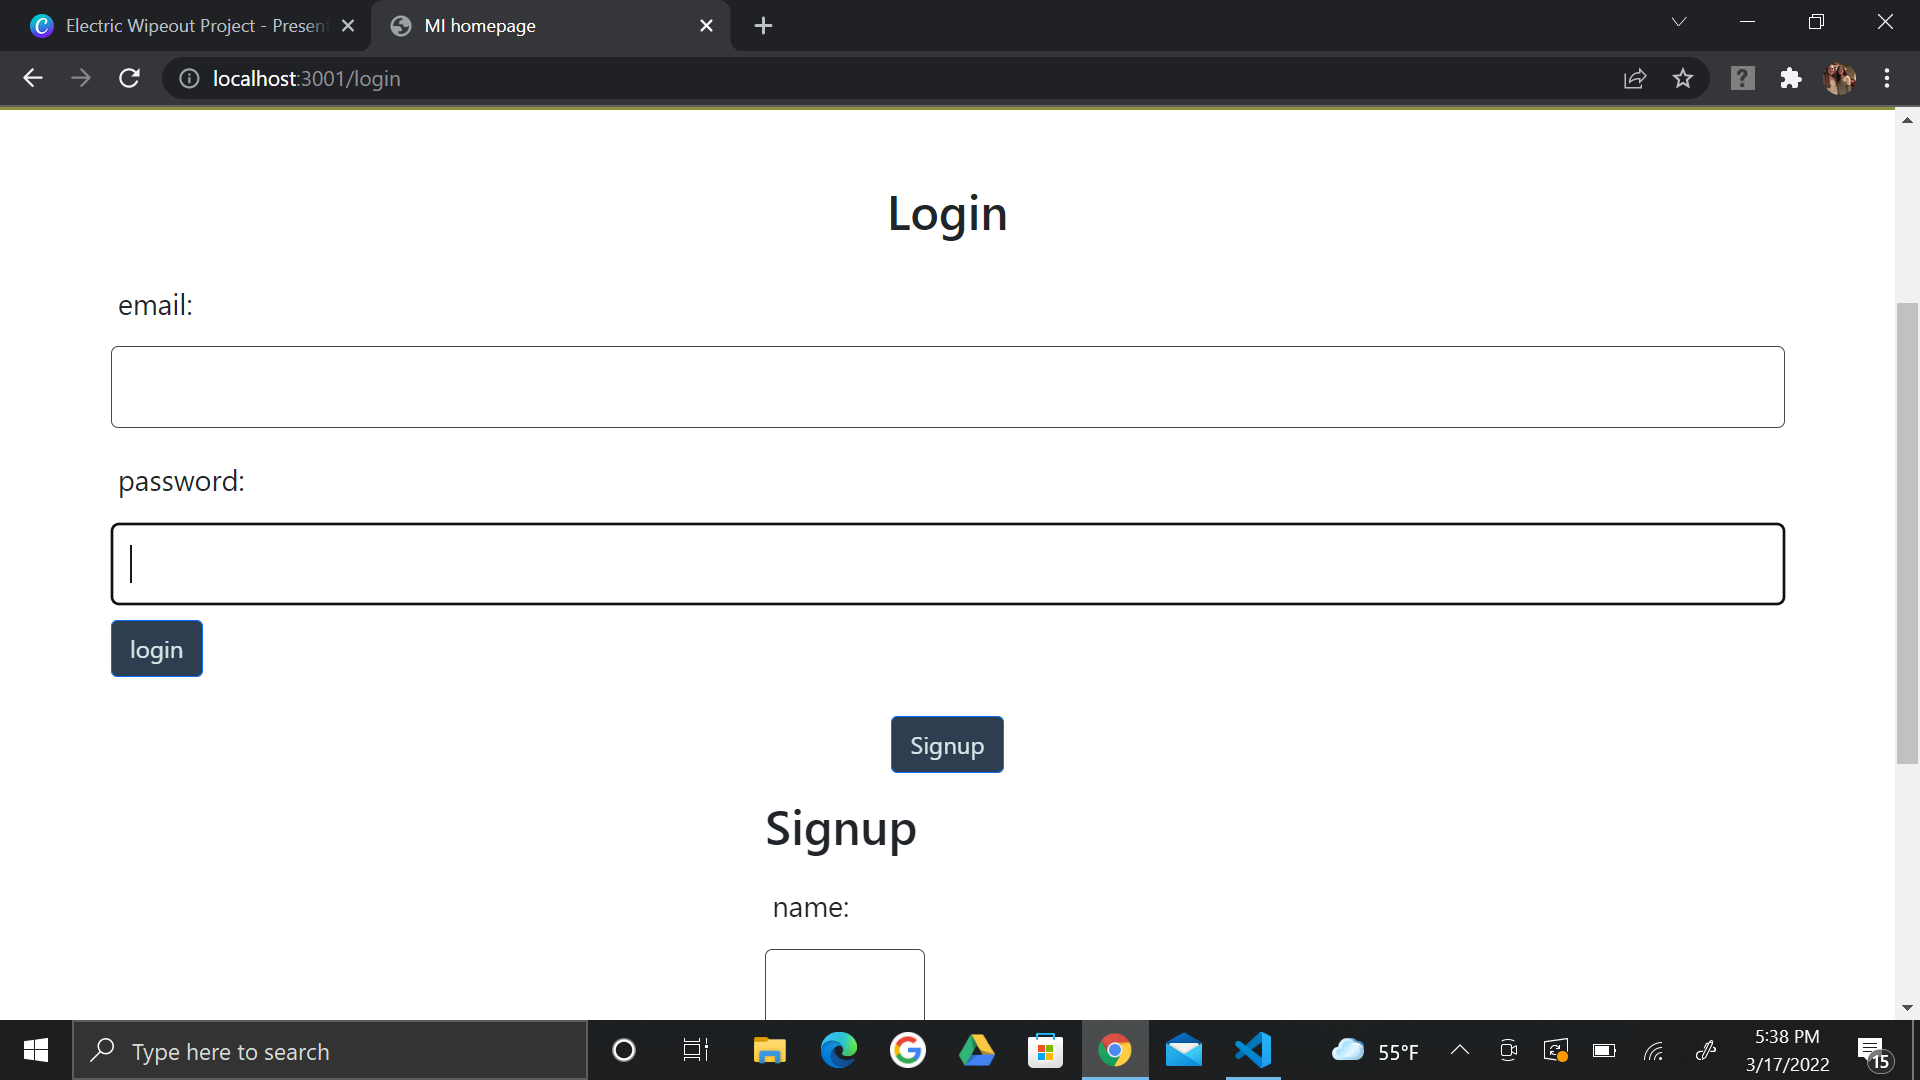 Electric Wipeout Project - Presen
MI homepage
localhost:3001/login
Login
email:
password:
login
Signup
Signup
name:
Type here to search
55°F
5:38 PM
3/17/2022
15